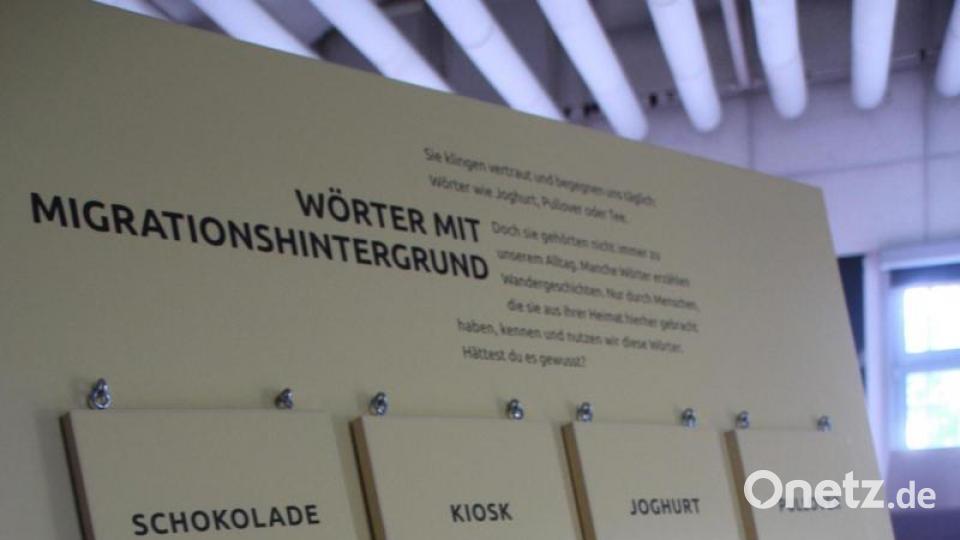 WÖRTER MIT
MIGRATIONSHINTERGRUND
Sie klingen vertraut und begegnen uns täglich:
Wörter wie Joghurt, Pullover oder Tee.
Doch sie gehörten nicht immer zu
unserem Alltag. Manche Wörter erzählen
Wandergeschichten. Nur durch Menschen,
die sie aus ihrer Heimat hierher gebracht
haben, kennen und nutzen wir diese Wörter.
Hättest du es gewusst?
SCHOKOLADE
KIOSK
JOGHURT
PULLOVER
Onetz.de